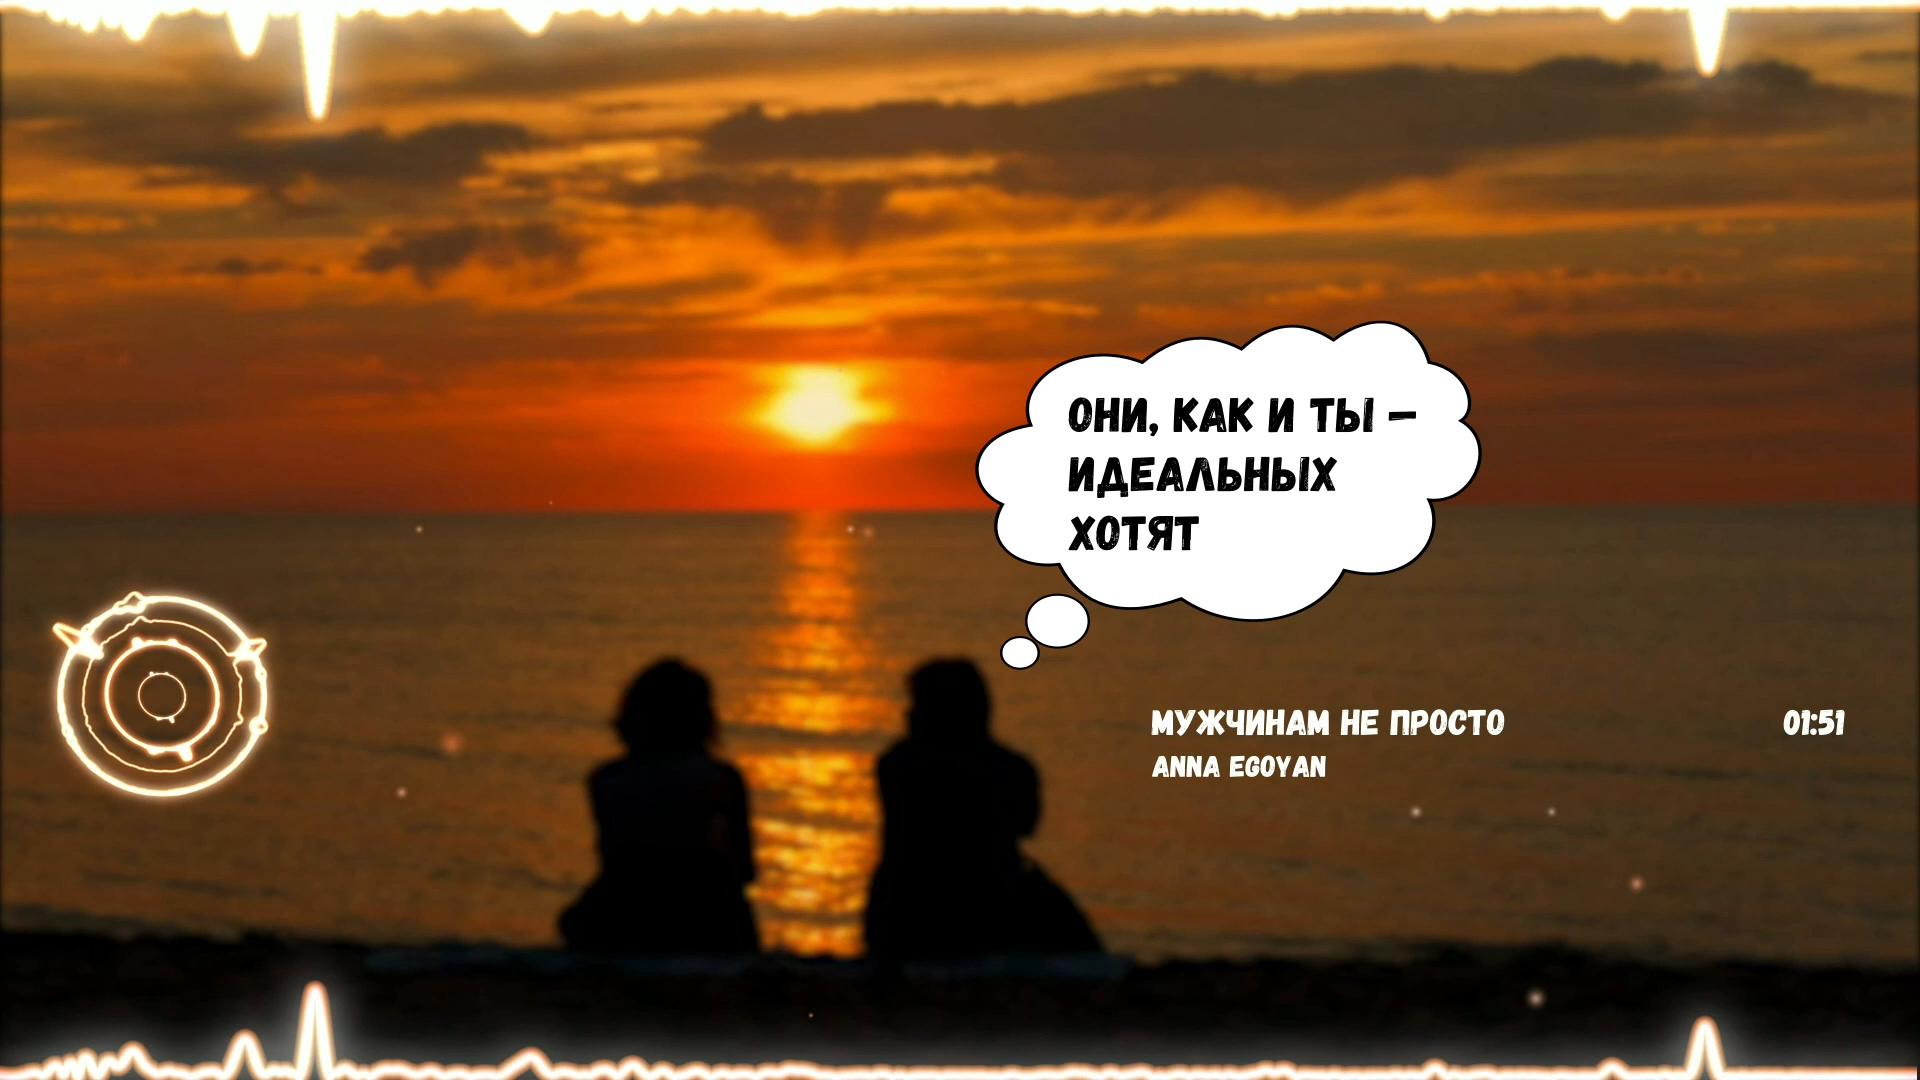 ОНИ, КАК И ТЫ –
ИДЕАЛЬНЫХ
ХОТЯТ
МУЖЧИНАМ НЕ ПРОСТО
01:51
ANNA EGOYAN